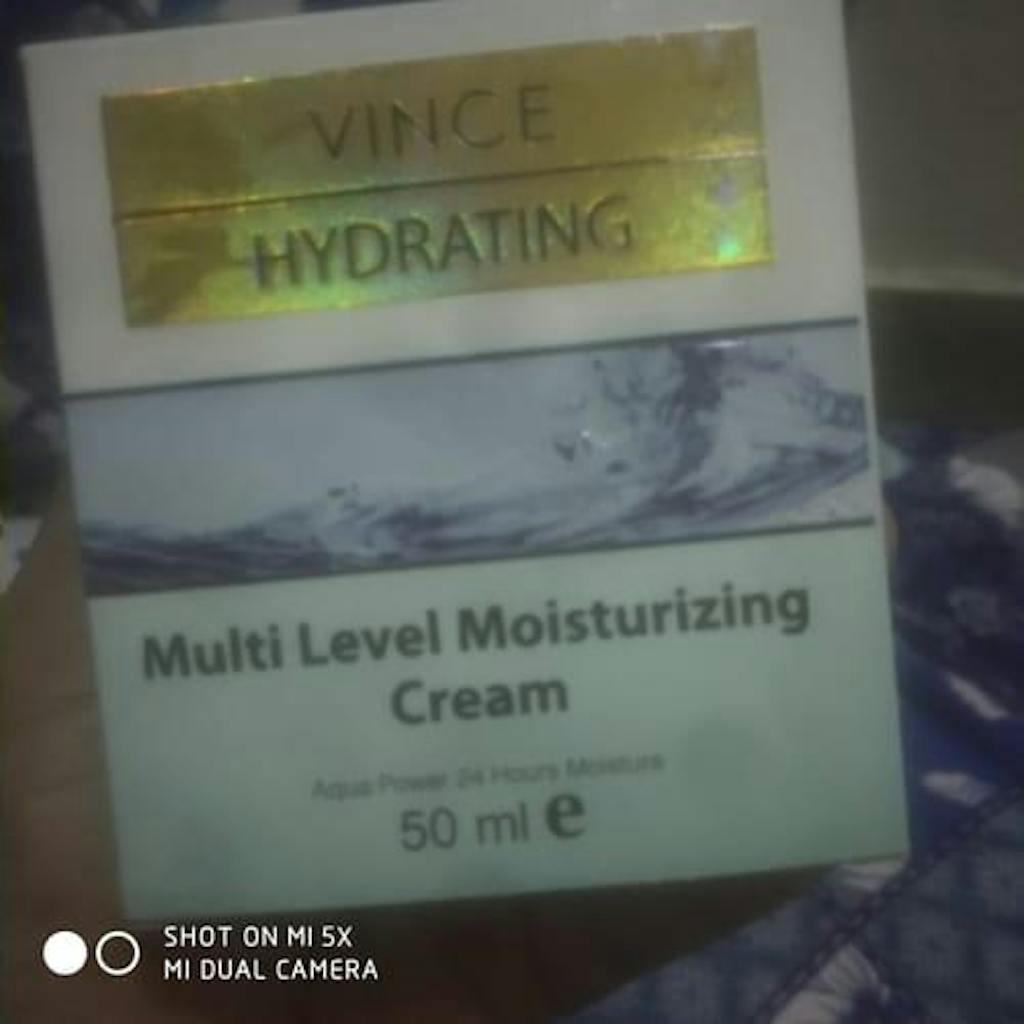 VINCE
HYDRATING
Multi Level Moisturizing
Cream
Aqua Power 24 Hours Moisture
50 ml e
SHOT ON MI 5X
MI DUAL CAMERA